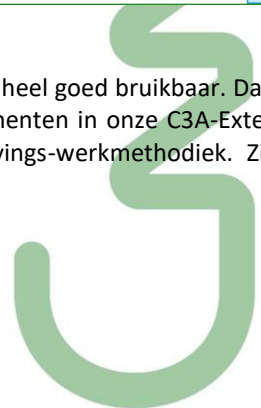 heel goed bruikbaar. Da
menten in onze C3A-Exte
vings-werkmethodiek. Zi